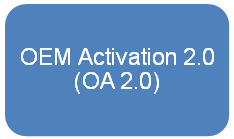 OEM Activation 2.0
(OA 2.0)